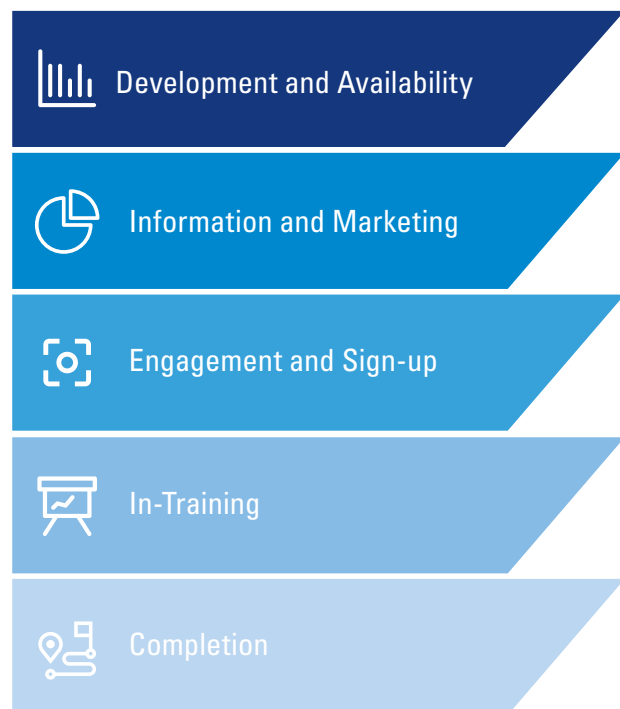 Development and Availability
Information and Marketing
Engagement and Sign-up
In-Training
Completion